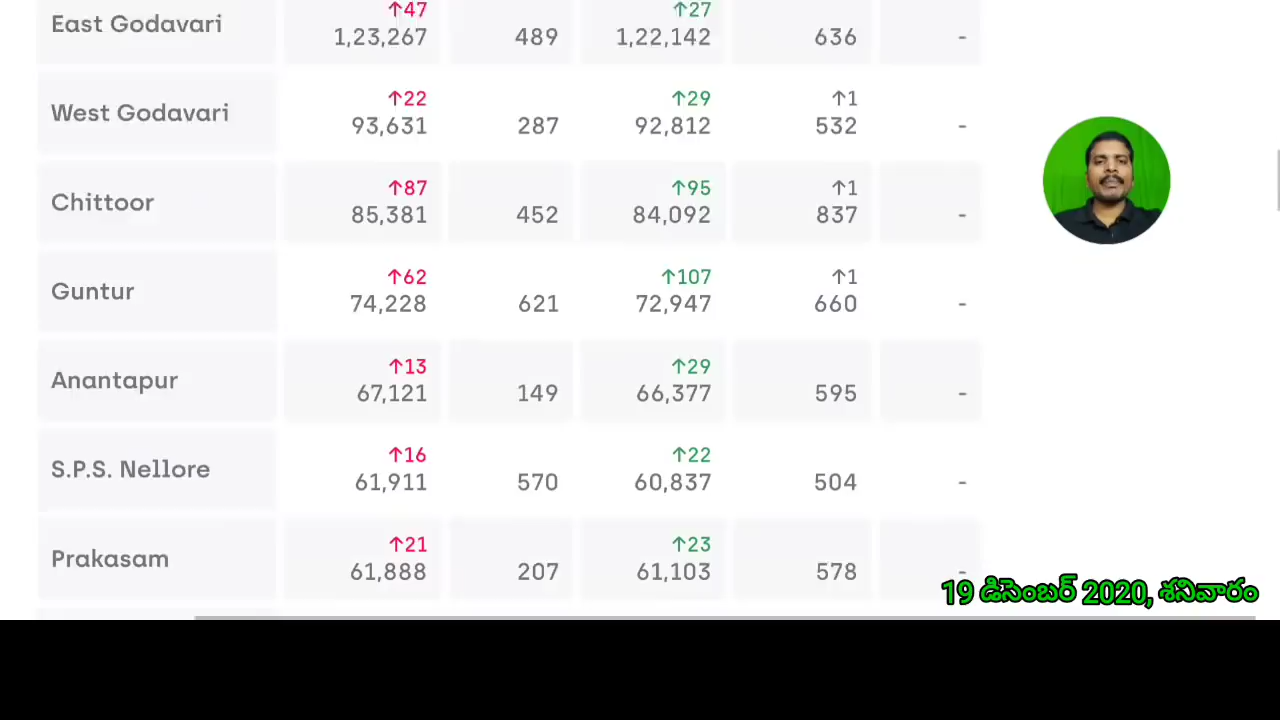 ↑47 ↑27
East Godavari 1,23,267 489 1,22,142 636 -
↑22 ↑29 ↑1
West Godavari 93,631 287 92,812 532 -
↑87 ↑95 ↑1
Chittoor 85,381 452 84,092 837 -
↑62 ↑107 ↑1
Guntur 74,228 621 72,947 660 -
↑13 ↑29
Anantapur 67,121 149 66,377 595 -
↑16 ↑22
S.P.S. Nellore 61,911 570 60,837 504 -
↑21 ↑23
Prakasam 61,888 207 61,103 578 -
19 డిసెంబర్ 2020, శనివారం